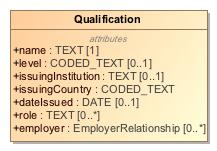 Qualification
attributes
+name : TEXT [1]
+level : CODED_TEXT [0..1]
+issuingInstitution : TEXT [0..1]
+issuingCountry : CODED_TEXT
+dateIssued : DATE [0..1]
+role : TEXT [0..*]
+employer : EmployerRelationship [0..*]